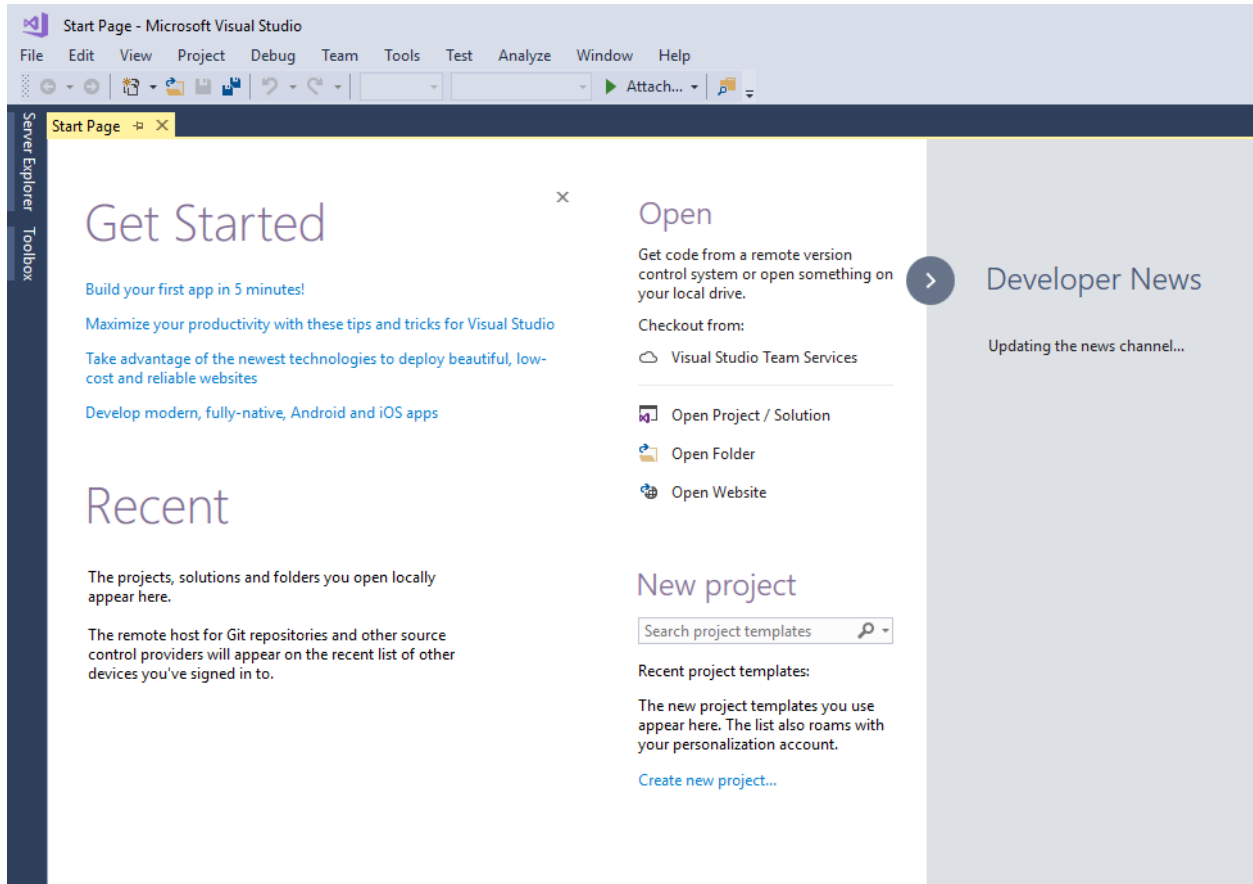 Start Page - Microsoft Visual Studio
File Edit View Project Debug Team Tools Test Analyze Window Help
Attach...
Server Explorer
Toolbox
Start Page
Get Started
Build your first app in 5 minutes!
Maximize your productivity with these tips and tricks for Visual Studio
Take advantage of the newest technologies to deploy beautiful, low-
cost and reliable websites
Develop modern, fully-native, Android and iOS apps
Recent
The projects, solutions and folders you open locally
appear here.
The remote host for Git repositories and other source
control providers will appear on the recent list of other
devices you've signed in to.
Open
Get code from a remote version
control system or open something on
your local drive.
Checkout from:
Visual Studio Team Services
Open Project / Solution
Open Folder
Open Website
New project
Search project templates
Recent project templates:
The new project templates you use
appear here. The list also roams with
your personalization account.
Create new project...
Developer News
Updating the news channel...